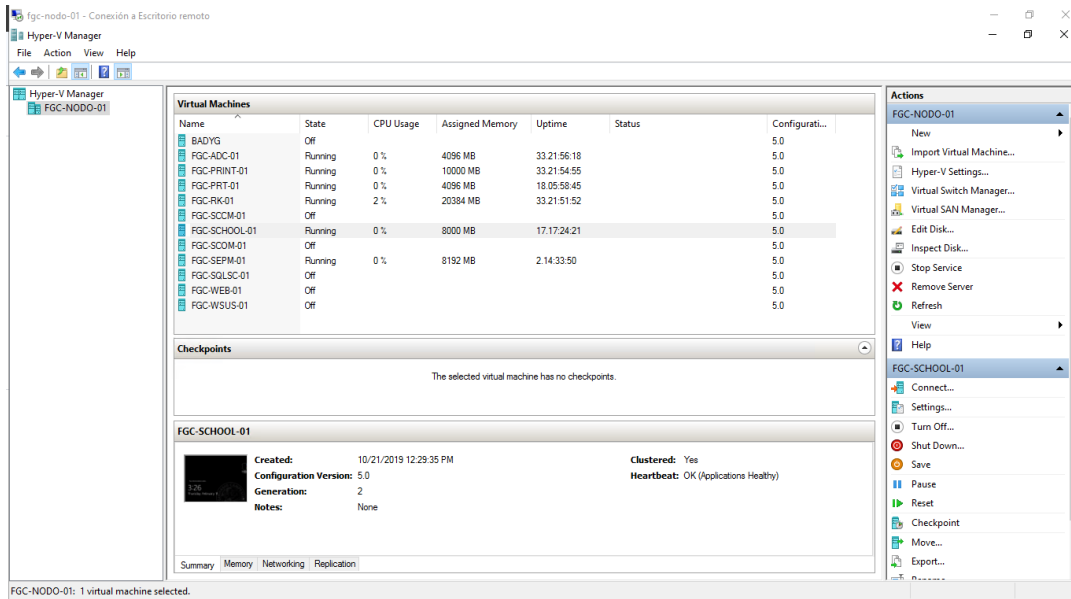 fgc-nodo-01 - Conexión a Escritorio remoto
Hyper-V Manager
File Action View Help
Hyper-V Manager
FGC-NODO-01
Virtual Machines
Name State CPU Usage Assigned Memory Uptime Status Configurati...
BADYG Off 5.0
FGC-ADC-01 Running 0 % 4096 MB 33.21:56:18 5.0
FGC-PRINT-01 Running 0 % 10000 MB 33.21:54:55 5.0
FGC-PRT-01 Running 0 % 4096 MB 18.05:58:45 5.0
FGC-RK-01 Running 2 % 20384 MB 33.21:51:52 5.0
FGC-SCCM-01 Off 5.0
FGC-SCHOOL-01 Running 0 % 8000 MB 17.17:24:21 5.0
FGC-SCOM-01 Off 5.0
FGC-SEPM-01 Running 0 % 8192 MB 2.14:33:50 5.0
FGC-SQLSC-01 Off 5.0
FGC-WEB-01 Off 5.0
FGC-WSUS-01 Off 5.0
Checkpoints
The selected virtual machine has no checkpoints.
FGC-SCHOOL-01
Created: 10/21/2019 12:29:35 PM Clustered: Yes
Configuration Version: 5.0 Heartbeat: OK (Applications Healthy)
Generation: 2
Notes: None
3:26
Summary Memory Networking Replication
Actions
FGC-NODO-01
New
Import Virtual Machine...
Hyper-V Settings...
Virtual Switch Manager...
Virtual SAN Manager...
Edit Disk...
Inspect Disk...
Stop Service
Remove Server
Refresh
View
Help
FGC-SCHOOL-01
Connect...
Settings...
Turn Off...
Shut Down...
Save
Pause
Reset
Checkpoint
Move...
Export...
Rename...
FGC-NODO-01: 1 virtual machine selected.